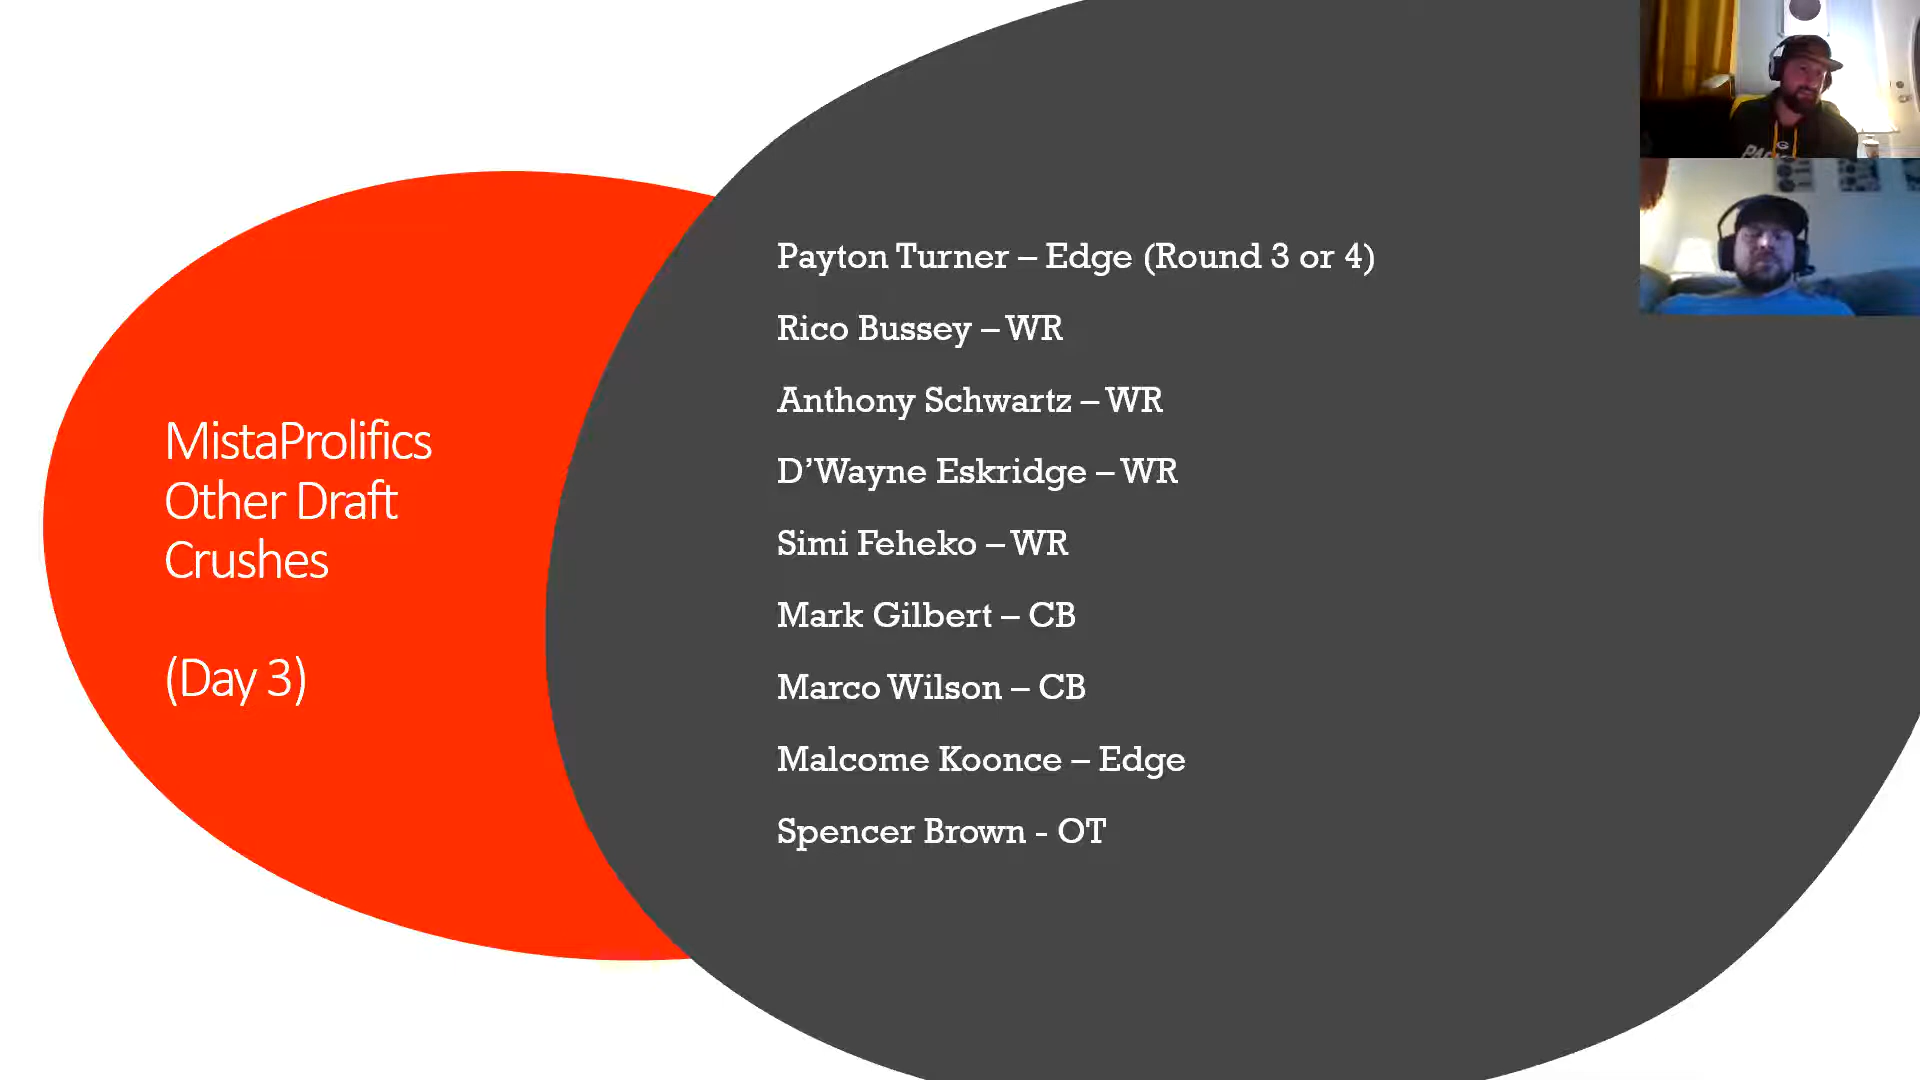 MistaProlifics
Other Draft
Crushes
(Day 3)
Payton Turner – Edge (Round 3 or 4)
Rico Bussey – WR
Anthony Schwartz – WR
D’Wayne Eskridge – WR
Simi Feheko – WR
Mark Gilbert – CB
Marco Wilson – CB
Malcome Koonce – Edge
Spencer Brown - OT